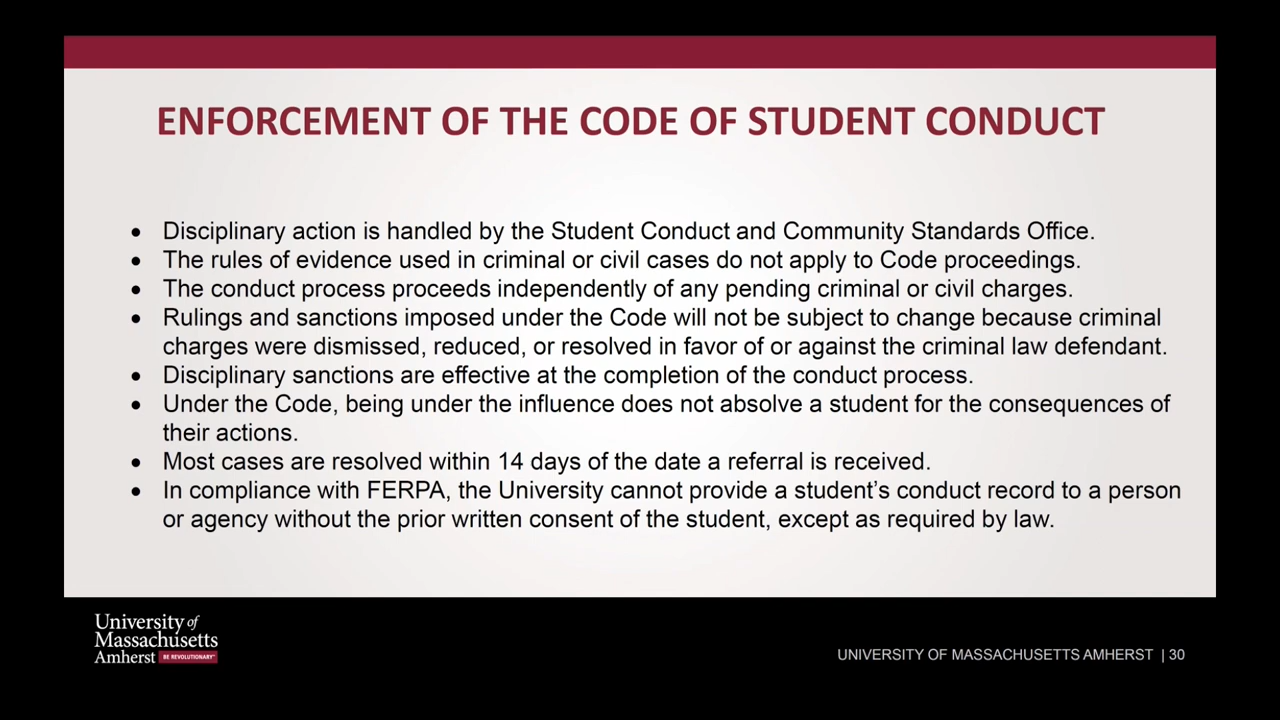 ENFORCEMENT OF THE CODE OF STUDENT CONDUCT
• Disciplinary action is handled by the Student Conduct and Community Standards Office.
• The rules of evidence used in criminal or civil cases do not apply to Code proceedings.
• The conduct process proceeds independently of any pending criminal or civil charges.
• Rulings and sanctions imposed under the Code will not be subject to change because criminal
charges were dismissed, reduced, or resolved in favor of or against the criminal law defendant.
• Disciplinary sanctions are effective at the completion of the conduct process.
• Under the Code, being under the influence does not absolve a student for the consequences of
their actions.
• Most cases are resolved within 14 days of the date a referral is received.
• In compliance with FERPA, the University cannot provide a student’s conduct record to a person
or agency without the prior written consent of the student, except as required by law.
University of
Massachusetts
Amherst BE REVOLUTIONARY™
UNIVERSITY OF MASSACHUSETTS AMHERST | 30